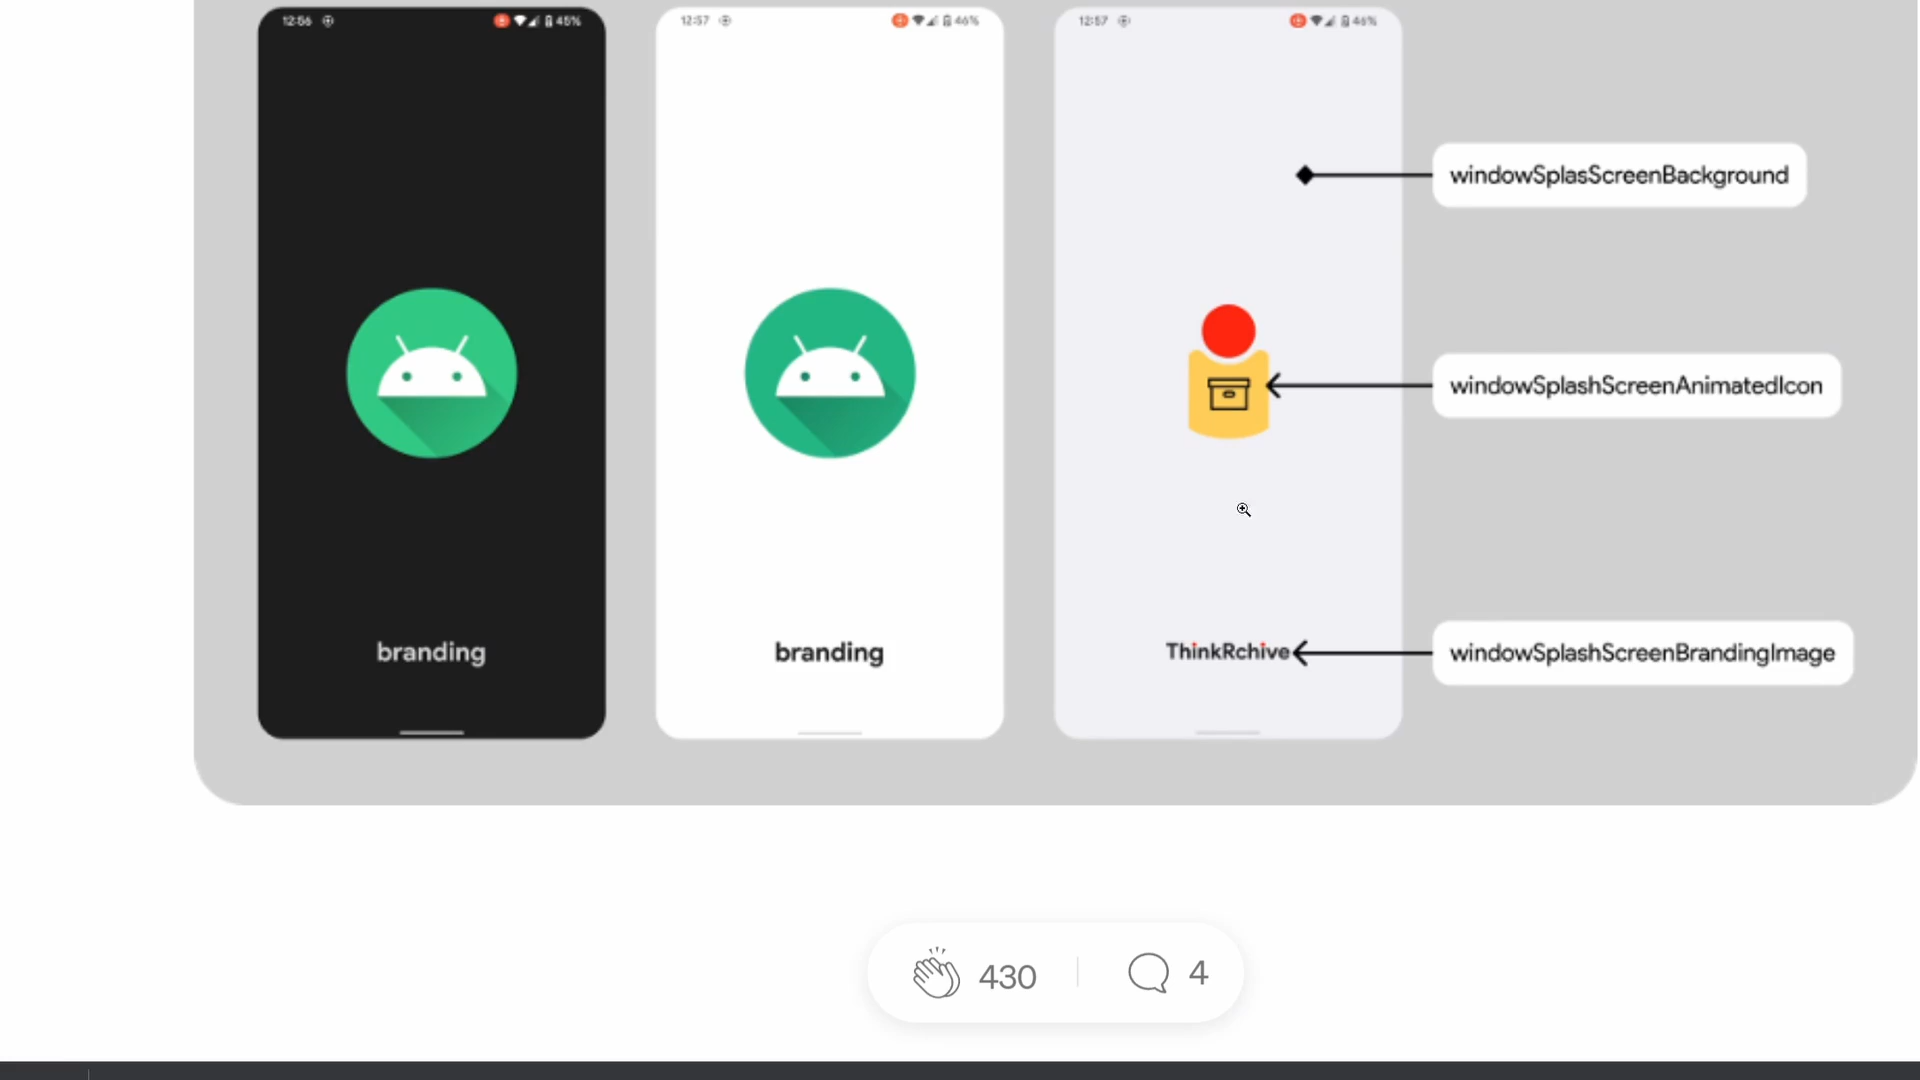 12:56 45%
12:57 46%
12:57 46%
windowSplasScreenBackground
windowSplashScreenAnimatedIcon
branding
branding
ThinkRchive
windowSplashScreenBrandingImage
430
4